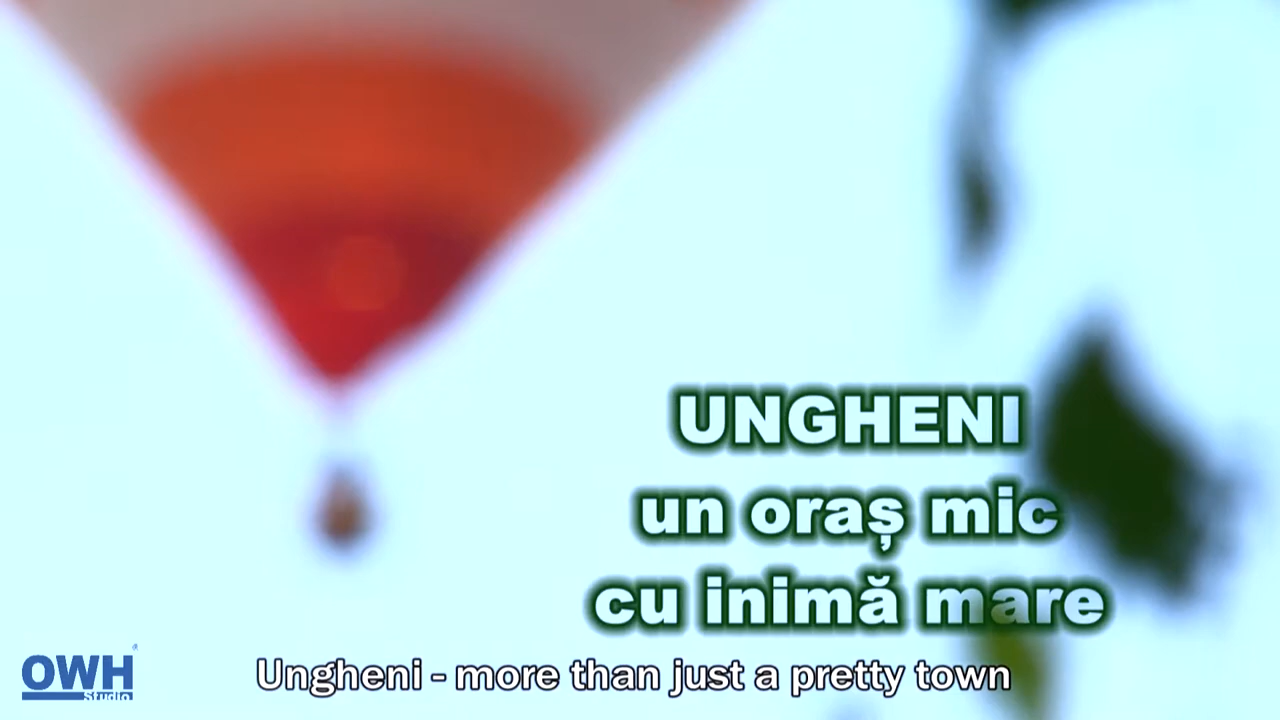 UNGHENI
un oraș mic
cu inimă mare
Ungheni - more than just a pretty town
OWH
Studio